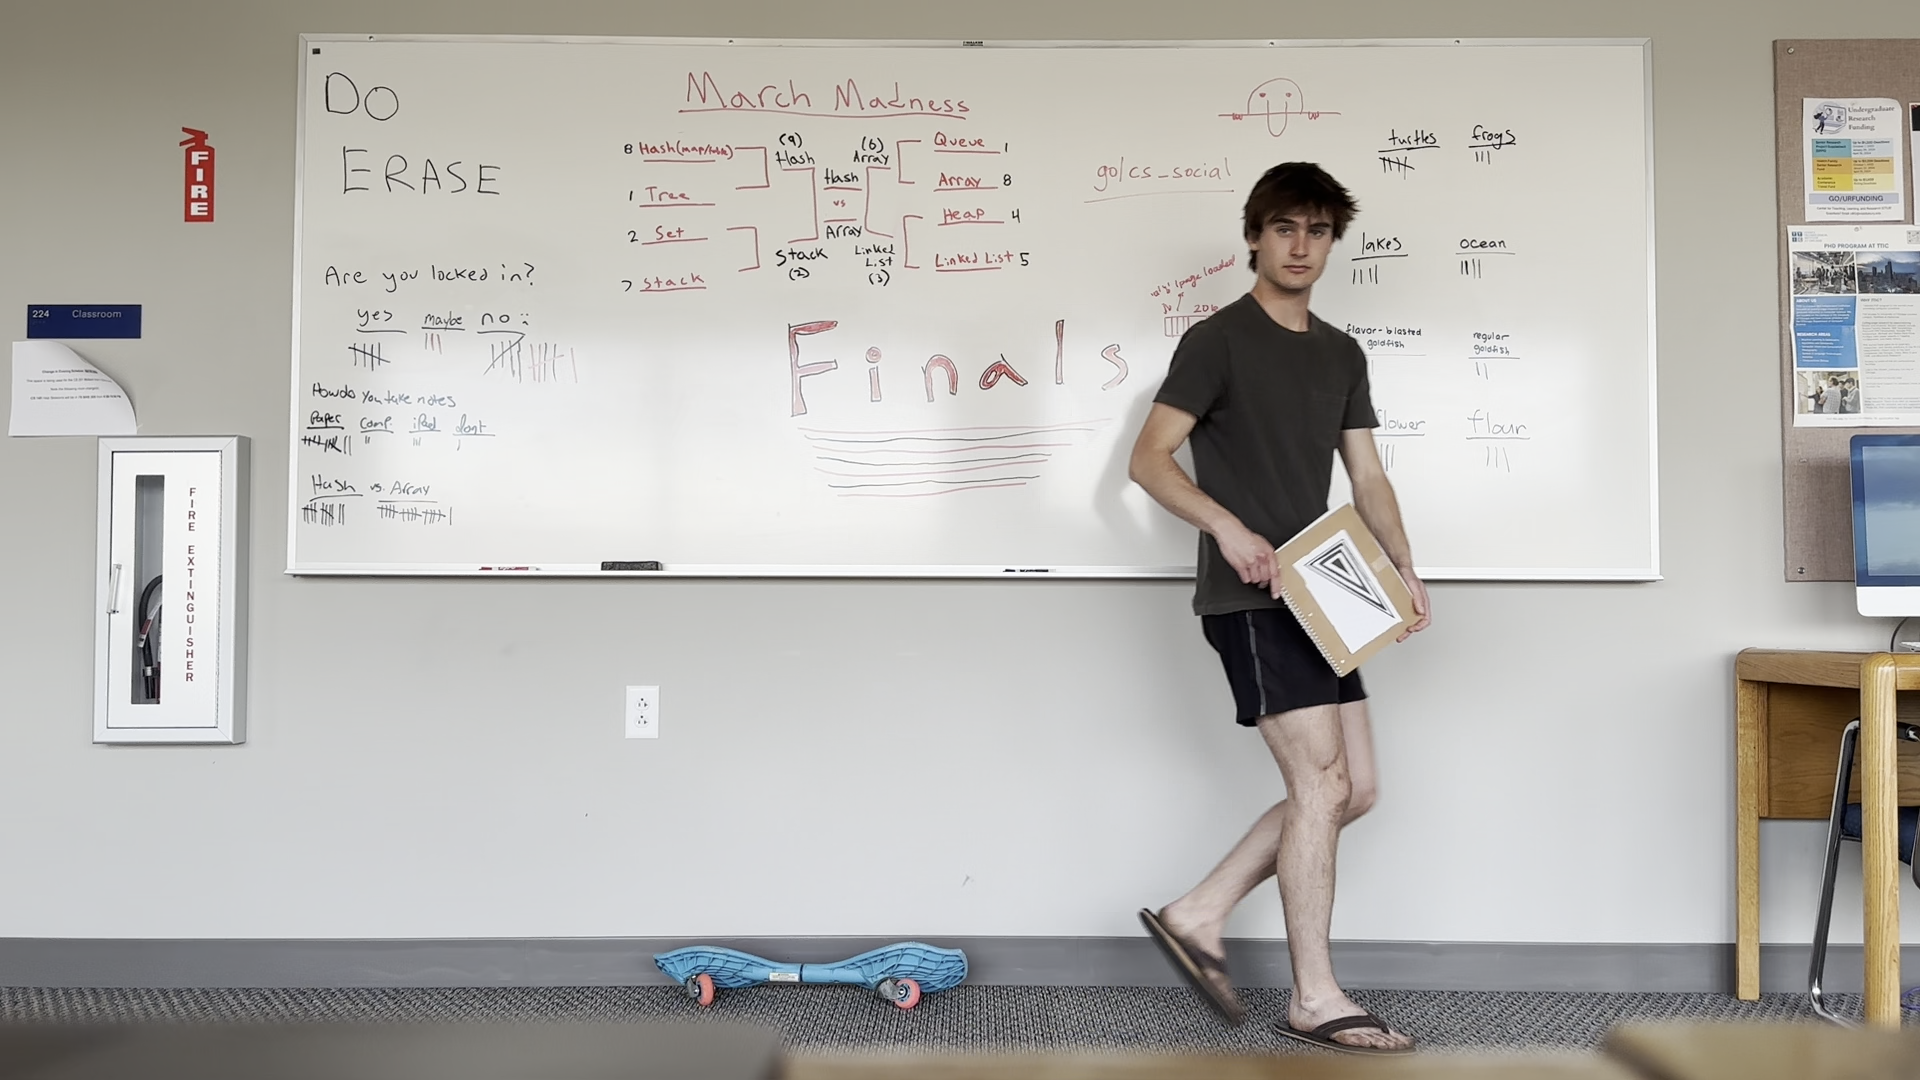 DO
ERASE
FIRE
224 Classroom
FIRE EXTINGUISHER
March Madness
8 Hash(map/table)
1 Tree
2 Set
7 Stack
(9)
Hash
Stack
(2)
Hash
vs
Array
(6)
Array
Linked
List
(3)
Queue 1
Array 8
Heap 4
Linked List 5
Finals
Are you locked in?
yes maybe no
How do you take notes
Paper comp. iPad dont
Hash vs. Array
go/cs_social
page loaded!
turtles frogs
lakes ocean
flavor-blasted
goldfish
regular
goldfish
flower flour
Undergraduate
Research
Funding
GO/URFUNDING
PHD PROGRAM AT TTIC